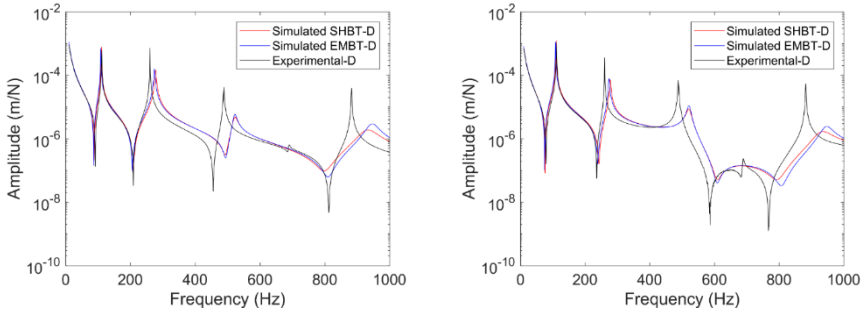 10^-2
10^-4
10^-6
10^-8
10^-10
Amplitude (m/N)
0 200 400 600 800 1000
Frequency (Hz)
Simulated SHBT-D
Simulated EMBT-D
Experimental-D
10^-2
10^-4
10^-6
10^-8
10^-10
Amplitude (m/N)
0 200 400 600 800 1000
Frequency (Hz)
Simulated SHBT-D
Simulated EMBT-D
Experimental-D